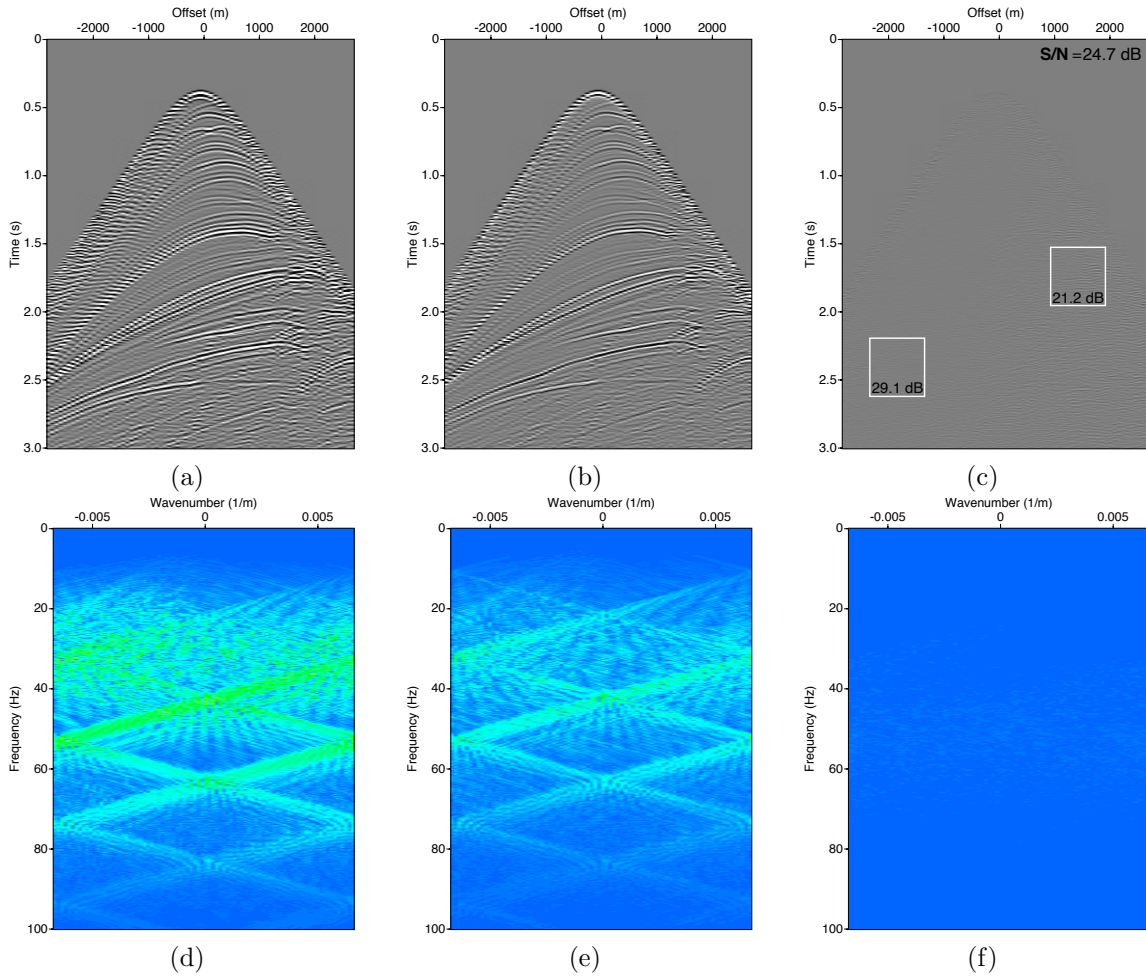 Offset (m)
-2000 -1000 0 1000 2000
Time (s)
0
0.5
1.0
1.5
2.0
2.5
3.0
(a)
Offset (m)
-2000 -1000 0 1000 2000
Time (s)
0
0.5
1.0
1.5
2.0
2.5
3.0
(b)
Offset (m)
-2000 -1000 0 1000 2000
Time (s)
0
0.5
1.0
1.5
2.0
2.5
3.0
S/N =24.7 dB
21.2 dB
29.1 dB
(c)
Wavenumber (1/m)
-0.005 0 0.005
Frequency (Hz)
0
20
40
60
80
100
(d)
Wavenumber (1/m)
-0.005 0 0.005
Frequency (Hz)
0
20
40
60
80
100
(e)
Wavenumber (1/m)
-0.005 0 0.005
Frequency (Hz)
0
20
40
60
80
100
(f)